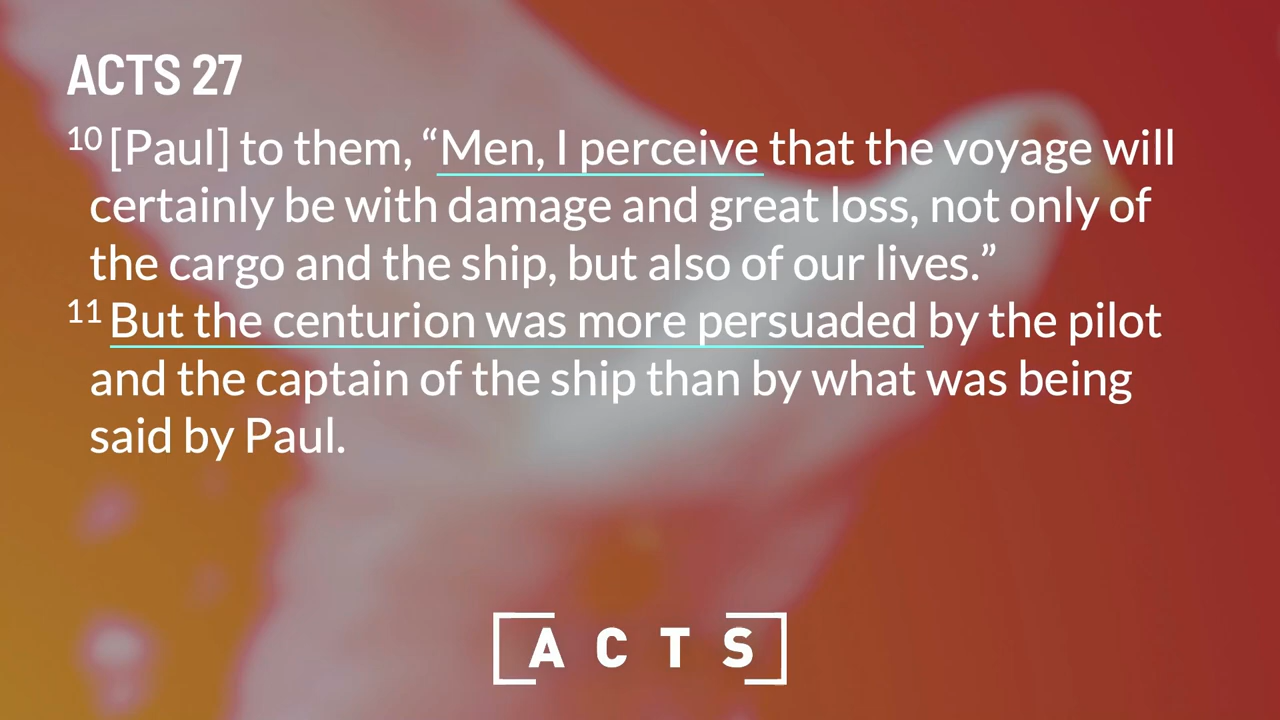 ACTS 27
10 [Paul] to them, “Men, I perceive that the voyage will
certainly be with damage and great loss, not only of
the cargo and the ship, but also of our lives.”
11 But the centurion was more persuaded by the pilot
and the captain of the ship than by what was being
said by Paul.
[ACTS]